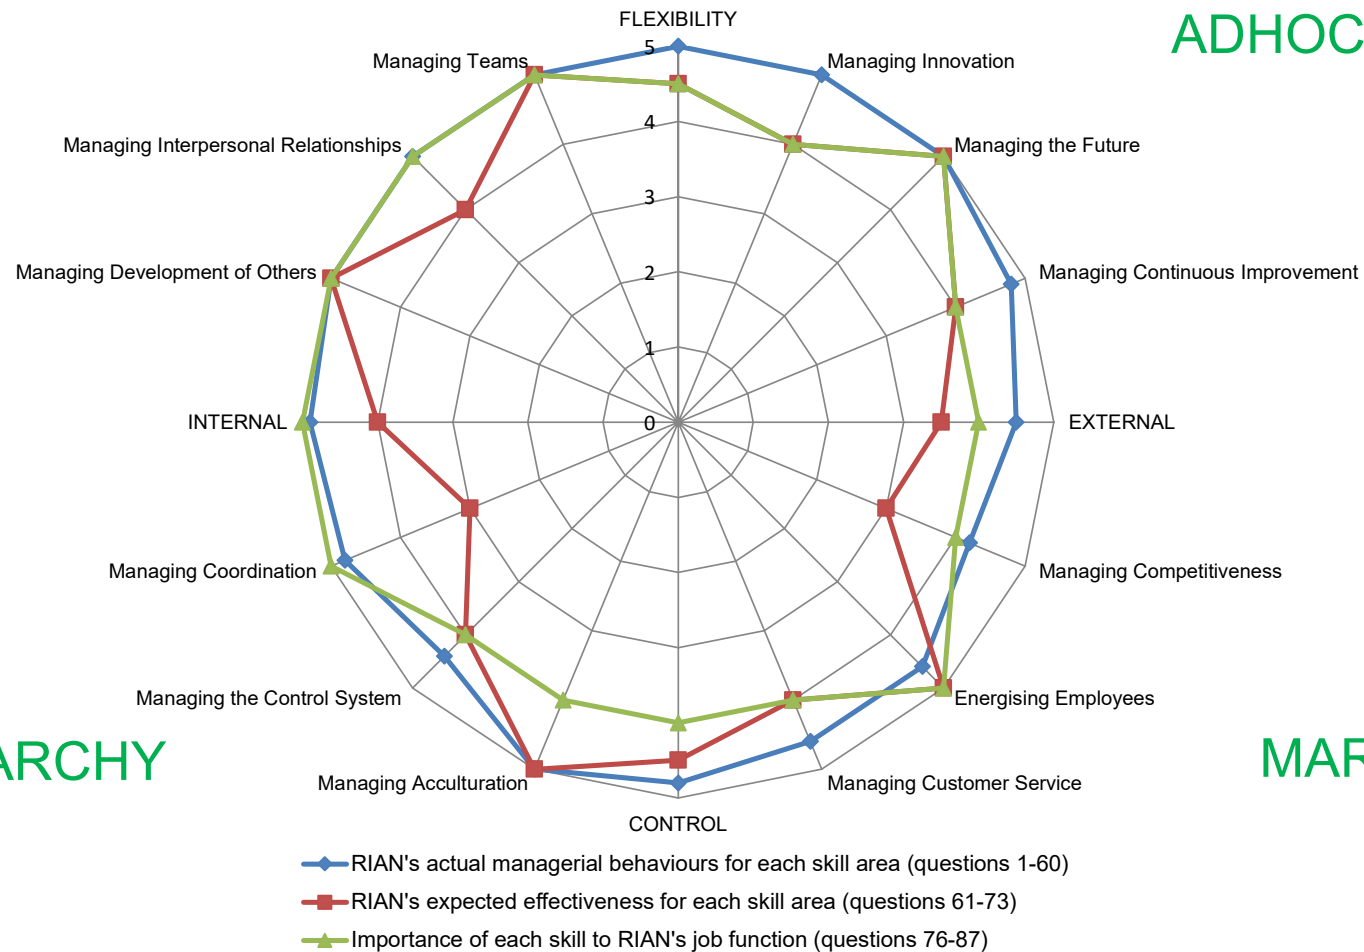 FLEXIBILITY
ADHOC
5
Managing Teams
Managing Innovation
Managing Interpersonal Relationships
Managing the Future
4
3
Managing Development of Others
Managing Continuous Improvement
2
1
INTERNAL
0
EXTERNAL
Managing Coordination
Managing Competitiveness
Managing the Control System
Energising Employees
ARCHY
MAR
Managing Acculturation
Managing Customer Service
CONTROL
RIAN's actual managerial behaviours for each skill area (questions 1-60)
RIAN's expected effectiveness for each skill area (questions 61-73)
Importance of each skill to RIAN's job function (questions 76-87)